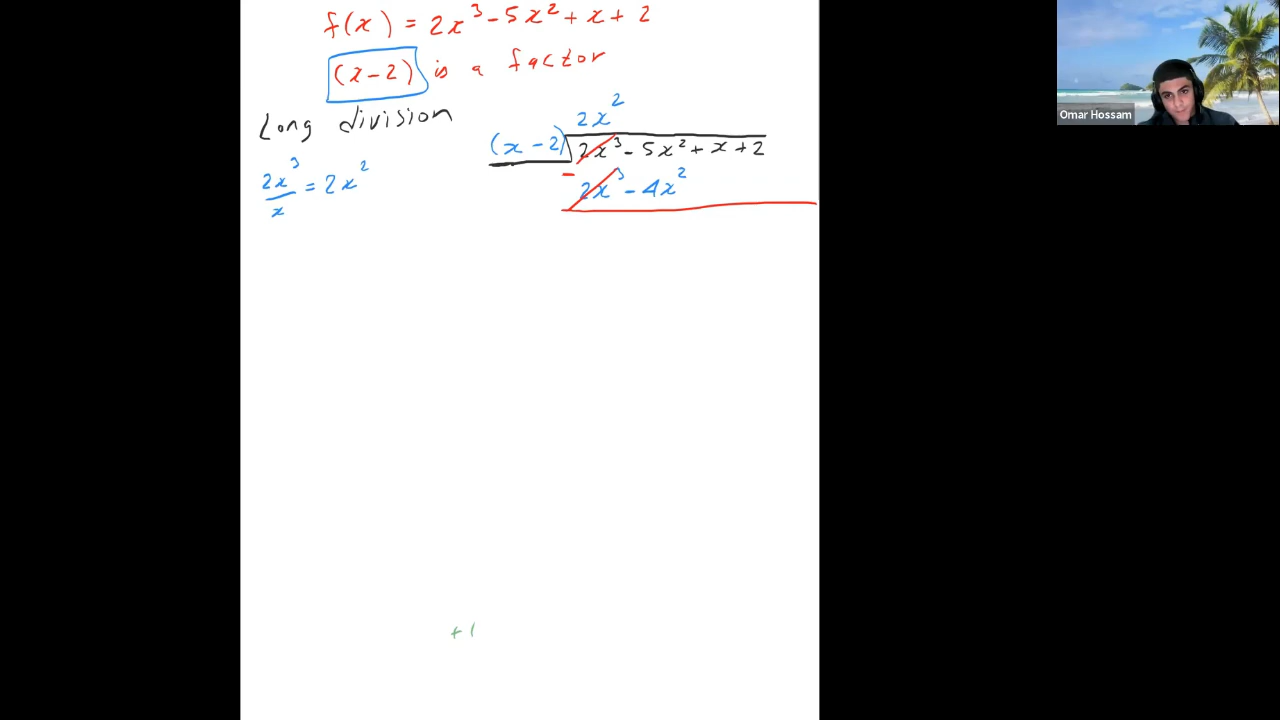 f(x) = 2x³ - 5x² + x + 2
(x-2) is a factor
Long division
2x²
(x - 2) 2x³ - 5x² + x + 2
2x³/x = 2x²
- 2x³ - 4x²
+(
Omar Hossam